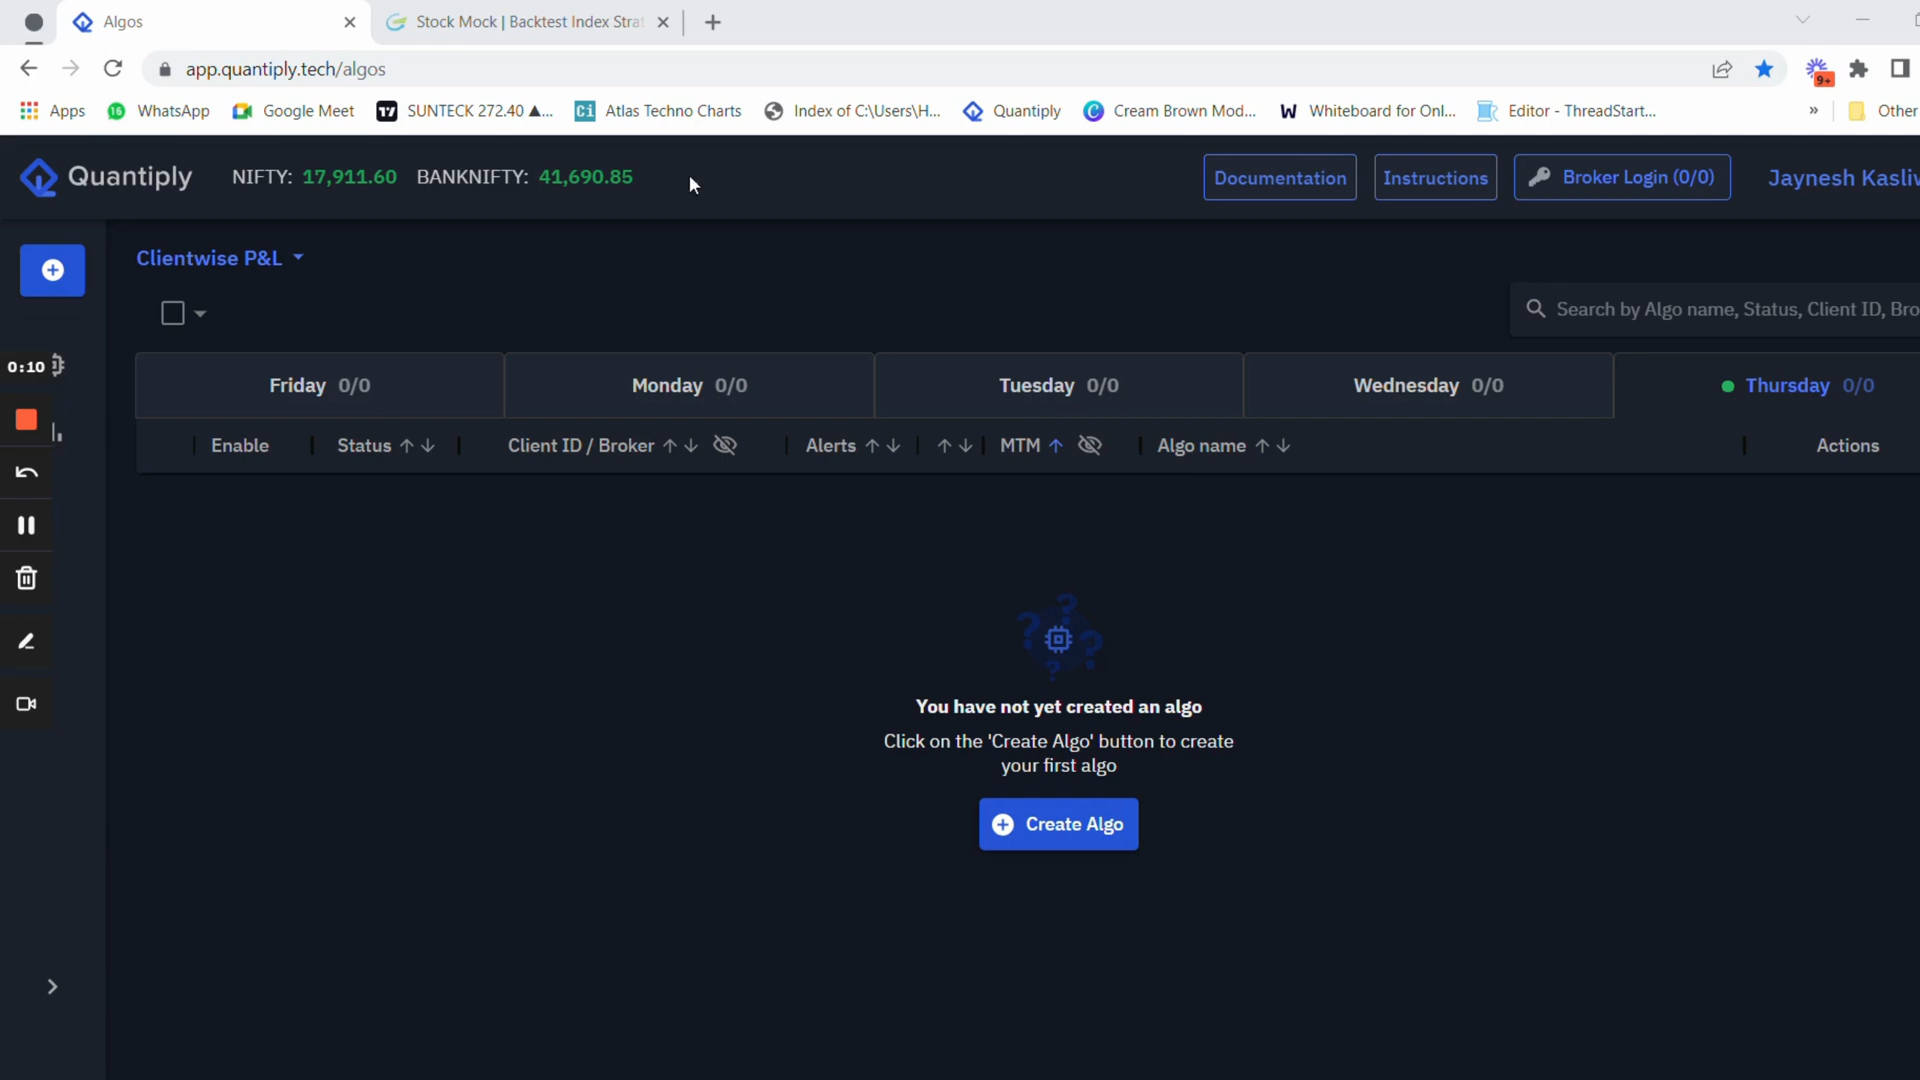 Algos
Stock Mock | Backtest Index Strat
app.quantiply.tech/algos
9+
Apps
16
WhatsApp
Google Meet
SUNTECK 272.40 ▲...
Ci
Atlas Techno Charts
Index of C:\Users\H...
Quantiply
C
Cream Brown Mod...
W
Whiteboard for Onl...
Editor - ThreadStart...
»
Other
Quantiply
NIFTY: 17,911.60
BANKNIFTY: 41,690.85
Documentation
Instructions
Broker Login (0/0)
Jaynesh Kasliw
Clientwise P&L
Search by Algo name, Status, Client ID, Bro
0:10
Friday 0/0
Monday 0/0
Tuesday 0/0
Wednesday 0/0
Thursday 0/0
Enable
Status
Client ID / Broker
Alerts
MTM
Algo name
Actions
You have not yet created an algo
Click on the 'Create Algo' button to create
your first algo
Create Algo